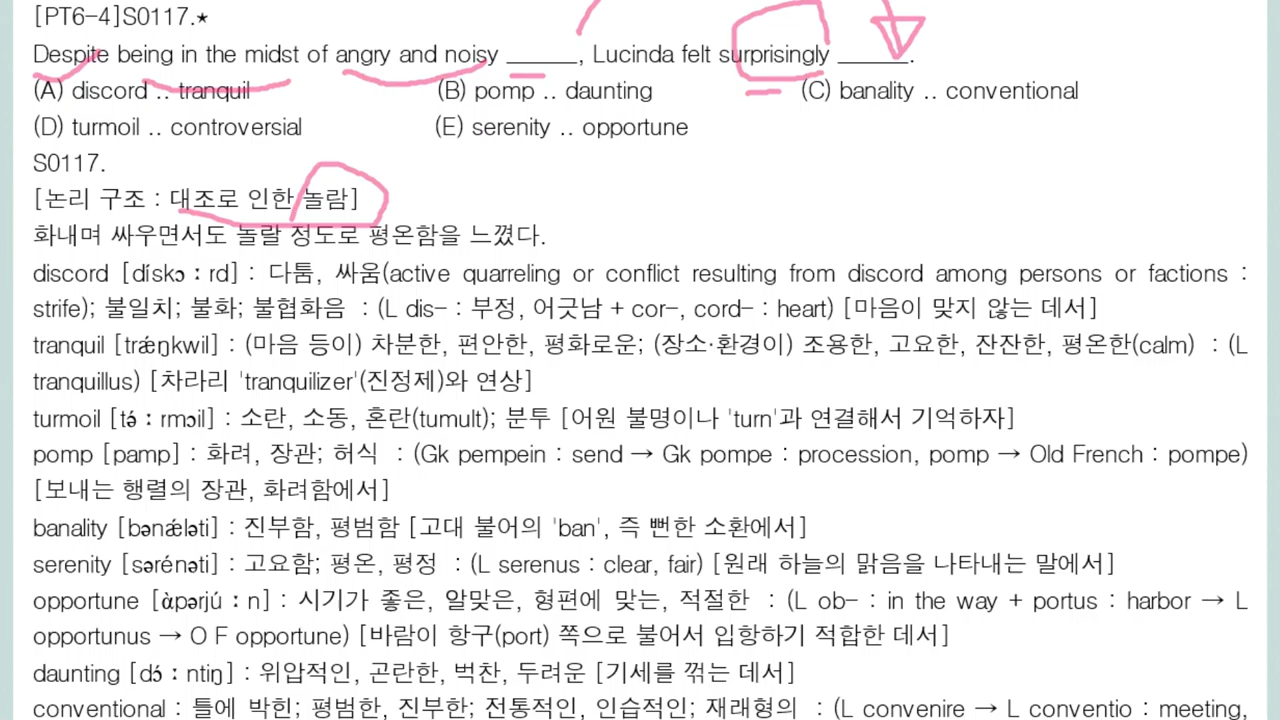 [PT6-4]S0117.★
Despite being in the midst of angry and noisy ______, Lucinda felt surprisingly ______.
(A) discord .. tranquil (B) pomp .. daunting (C) banality .. conventional
(D) turmoil .. controversial (E) serenity .. opportune
S0117.
[논리 구조 : 대조로 인한 놀람]
화내며 싸우면서도 놀랄 정도로 평온함을 느꼈다.
discord [dískɔːrd] : 다툼, 싸움(active quarreling or conflict resulting from discord among persons or factions :
strife); 불일치; 불화; 불협화음 : (L dis- : 부정, 어긋남 + cor-, cord- : heart) [마음이 맞지 않는 데서]
tranquil [trǽŋkwil] : (마음 등이) 차분한, 편안한, 평화로운; (장소·환경이) 조용한, 고요한, 잔잔한, 평온한(calm) : (L
tranquillus) [차라리 'tranquilizer'(진정제)와 연상]
turmoil [tə́ːrmɔil] : 소란, 소동, 혼란(tumult); 분투 [어원 불명이나 'turn'과 연결해서 기억하자]
pomp [pamp] : 화려, 장관; 허식 : (Gk pempein : send → Gk pompe : procession, pomp → Old French : pompe)
[보내는 행렬의 장관, 화려함에서]
banality [bənǽləti] : 진부함, 평범함 [고대 불어의 'ban', 즉 뻔한 소환에서]
serenity [sərénəti] : 고요함; 평온, 평정 : (L serenus : clear, fair) [원래 하늘의 맑음을 나타내는 말에서]
opportune [ὰpərjúːn] : 시기가 좋은, 알맞은, 형편에 맞는, 적절한 : (L ob- : in the way + portus : harbor → L
opportunus → O F opportune) [바람이 항구(port) 쪽으로 불어서 입항하기 적합한 데서]
daunting [dɔ́ːntiŋ] : 위압적인, 곤란한, 벅찬, 두려운 [기세를 꺾는 데서]
conventional : 틀에 박힌; 평범한, 진부한; 전통적인, 인습적인; 재래형의 : (L convenire → L conventio : meeting,